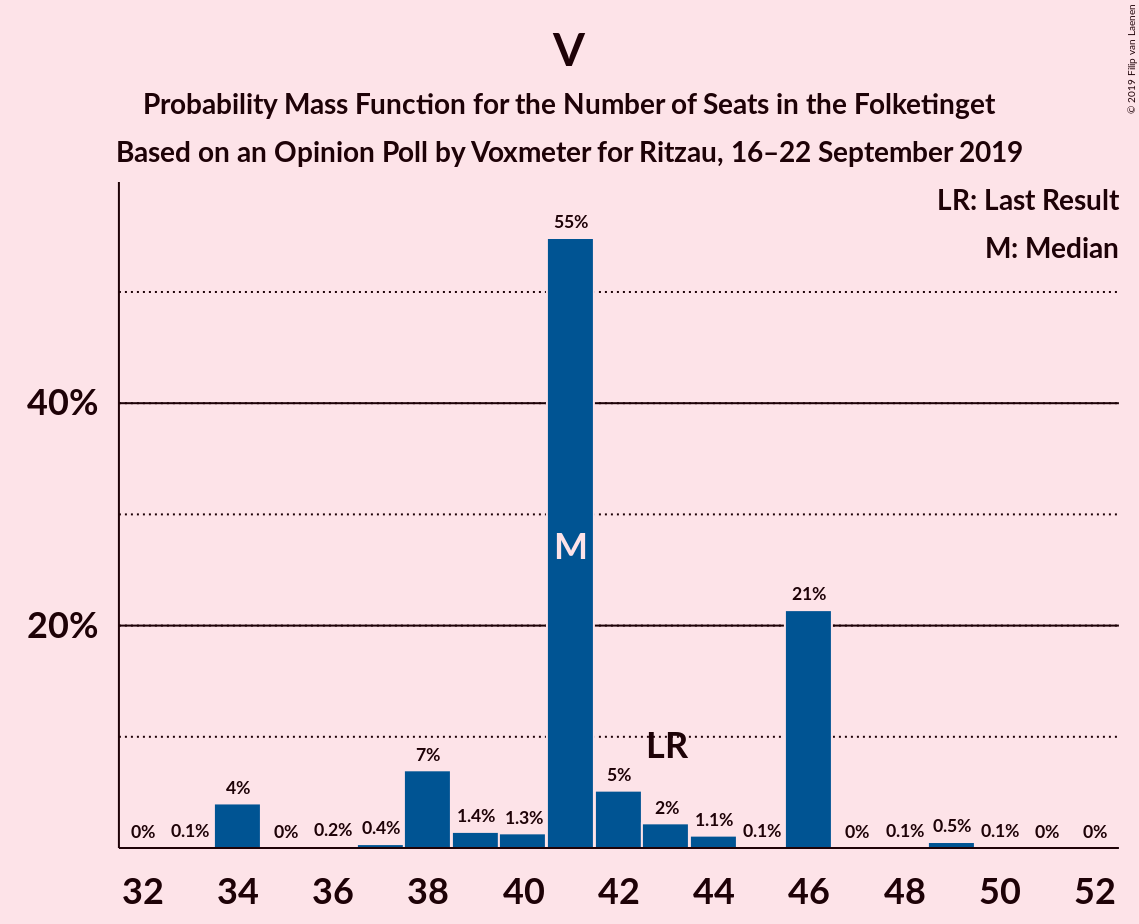 V
Probability Mass Function for the Number of Seats in the Folketinget
Based on an Opinion Poll by Voxmeter for Ritzau, 16–22 September 2019
© 2019 Filip van Laenen
LR: Last Result
M: Median
55%
40%
M
21%
20%
LR
7%
5%
4%
2%
0% 0.1% 0% 0.2% 0.4% 1.4% 1.3% 1.1% 0.1% 0% 0.1% 0.5% 0.1% 0% 0%
32 34 36 38 40 42 44 46 48 50 52